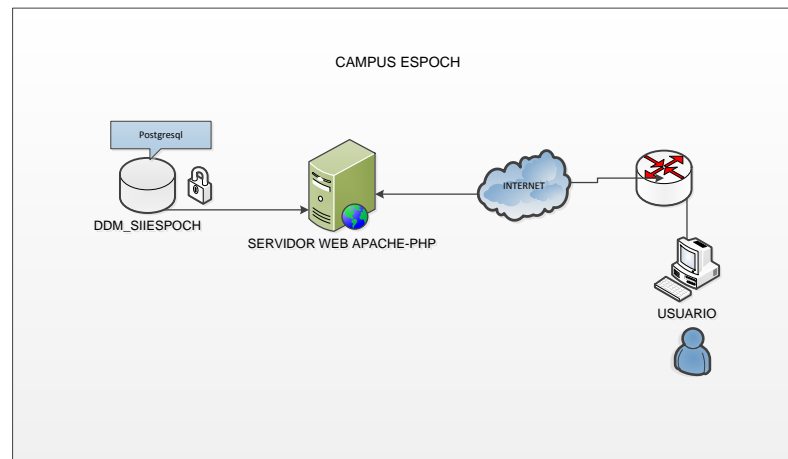 CAMPUS ESPOCH
Postgresql
DDM_SIIESPOCH
SERVIDOR WEB APACHE-PHP
INTERNET
USUARIO